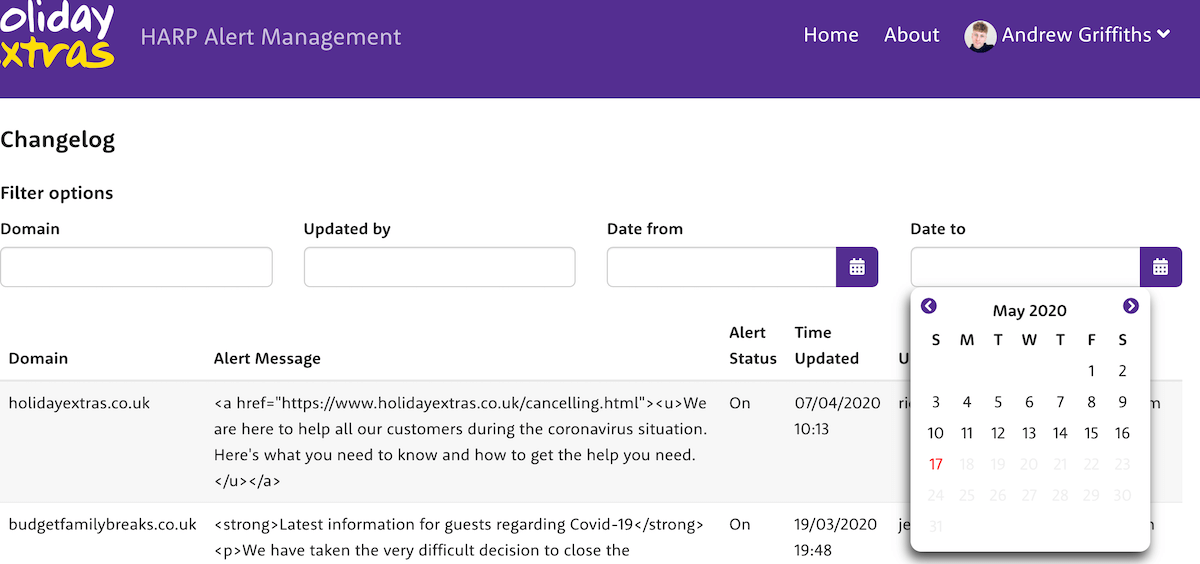 oliday
xtras
HARP Alert Management
Home About Andrew Griffiths
Changelog
Filter options
Domain Updated by Date from Date to
May 2020
S M T W T F S
1 2
3 4 5 6 7 8 9
10 11 12 13 14 15 16
17 18 19 20 21 22 23
24 25 26 27 28 29 30
31
Domain Alert Message Alert Status Time Updated U
holidayextras.co.uk
<a href="https://www.holidayextras.co.uk/cancelling.html"><u>We
are here to help all our customers during the coronavirus situation.
Here's what you need to know and how to get the help you need.
</u></a>
On
07/04/2020
10:13
budgetfamilybreaks.co.uk
<strong>Latest information for guests regarding Covid-19</strong>
<p>We have taken the very difficult decision to close the
On
19/03/2020
19:48
je